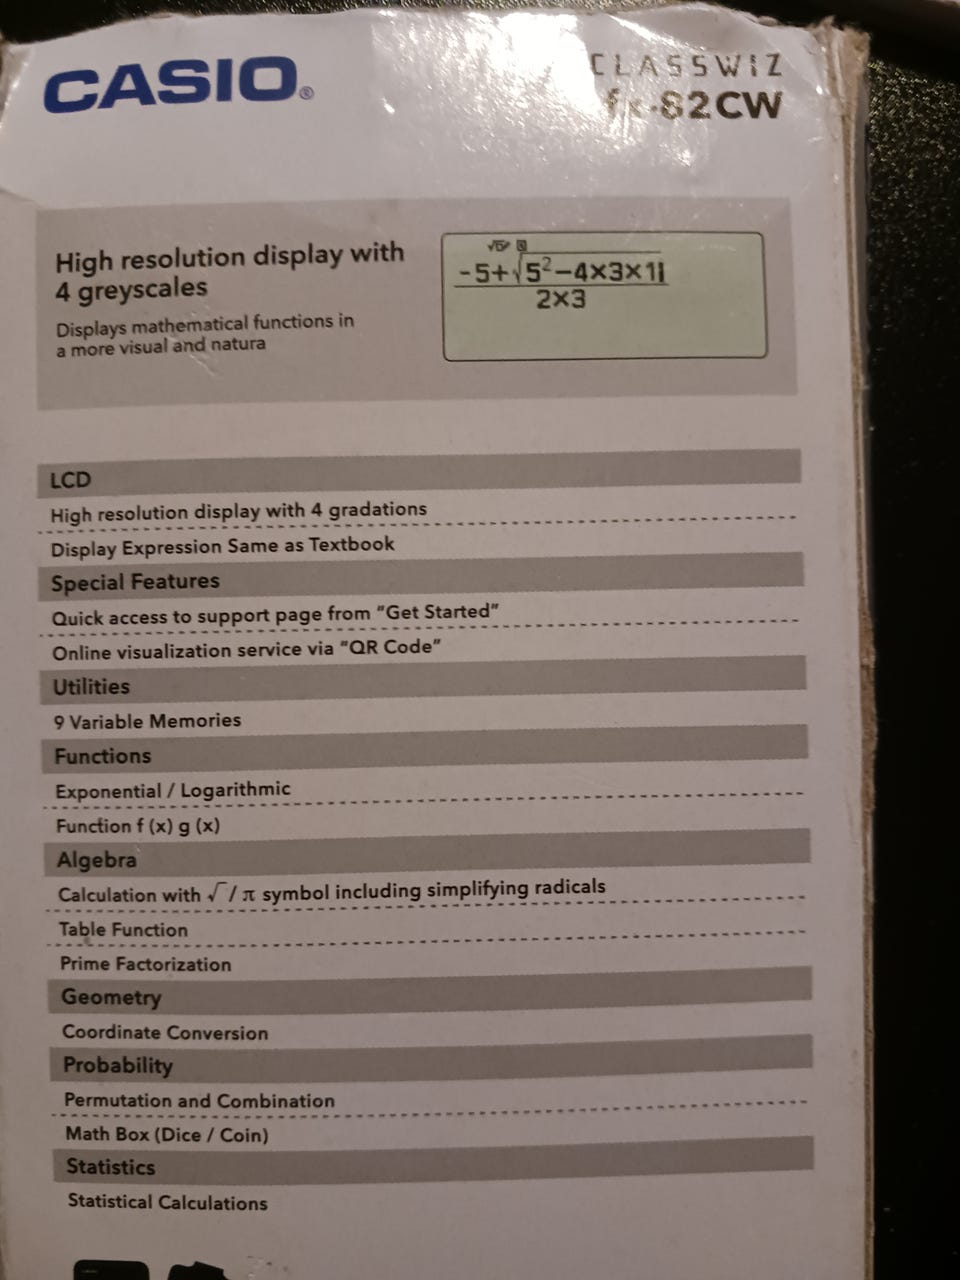 CASIO®
CLASSWIZ
fx-82CW
High resolution display with
4 greyscales
Displays mathematical functions in
a more visual and natura
-5+√5²-4×3×1
2×3
LCD
High resolution display with 4 gradations
Display Expression Same as Textbook
Special Features
Quick access to support page from "Get Started"
Online visualization service via "QR Code"
Utilities
9 Variable Memories
Functions
Exponential / Logarithmic
Function f (x) g (x)
Algebra
Calculation with √ / π symbol including simplifying radicals
Table Function
Prime Factorization
Geometry
Coordinate Conversion
Probability
Permutation and Combination
Math Box (Dice / Coin)
Statistics
Statistical Calculations